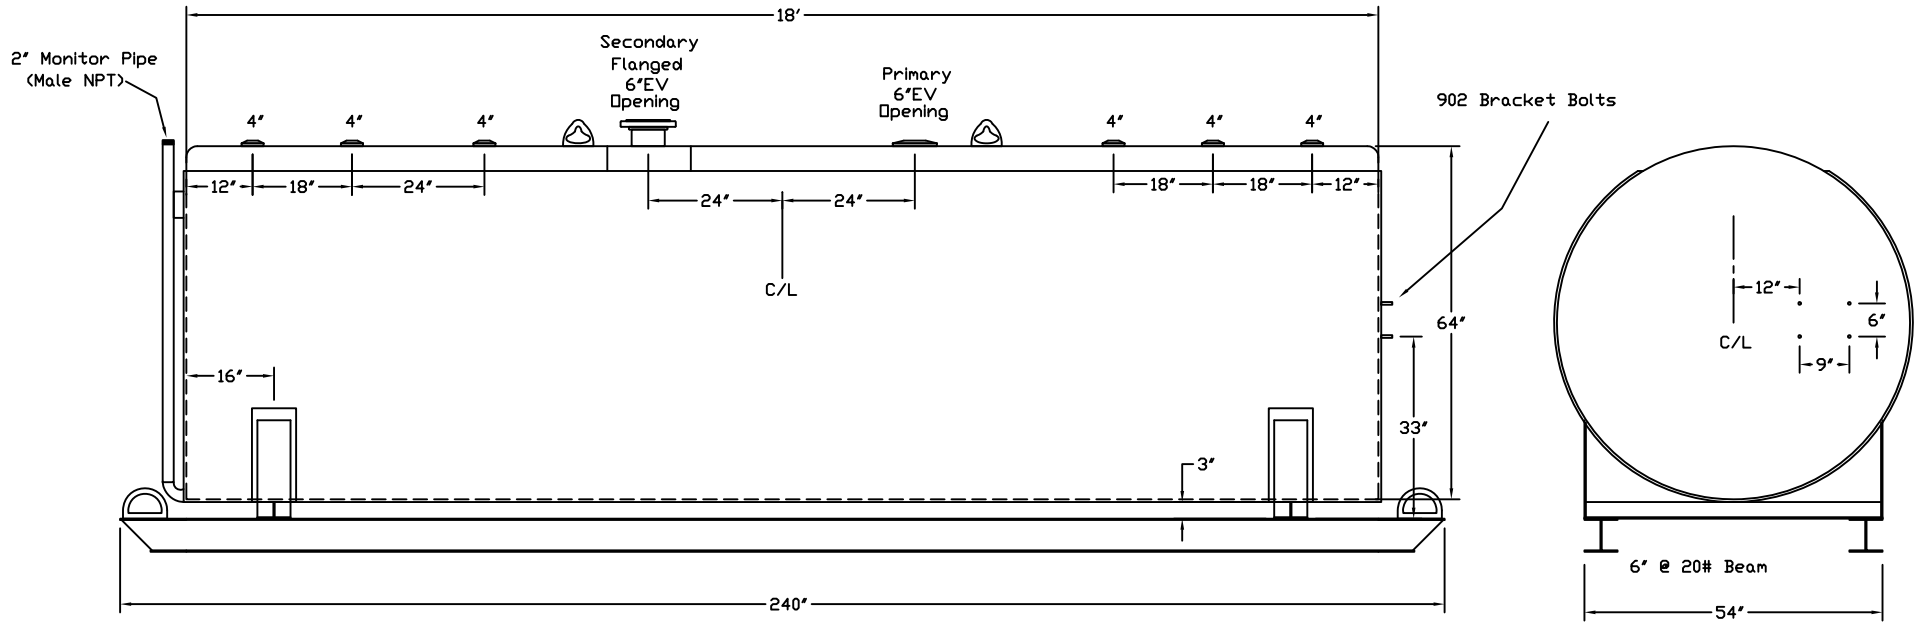 18'
Secondary
Flanged
6"EV
Opening
Primary
6"EV
Opening
2" Monitor Pipe
(Male NPT)
902 Bracket Bolts
4"
4"
4"
4"
4"
4"
12"
18"
24"
18"
18"
12"
24"
24"
C/L
64"
12"
6"
C/L
9"
16"
33"
3"
6" @ 20# Beam
240"
54"